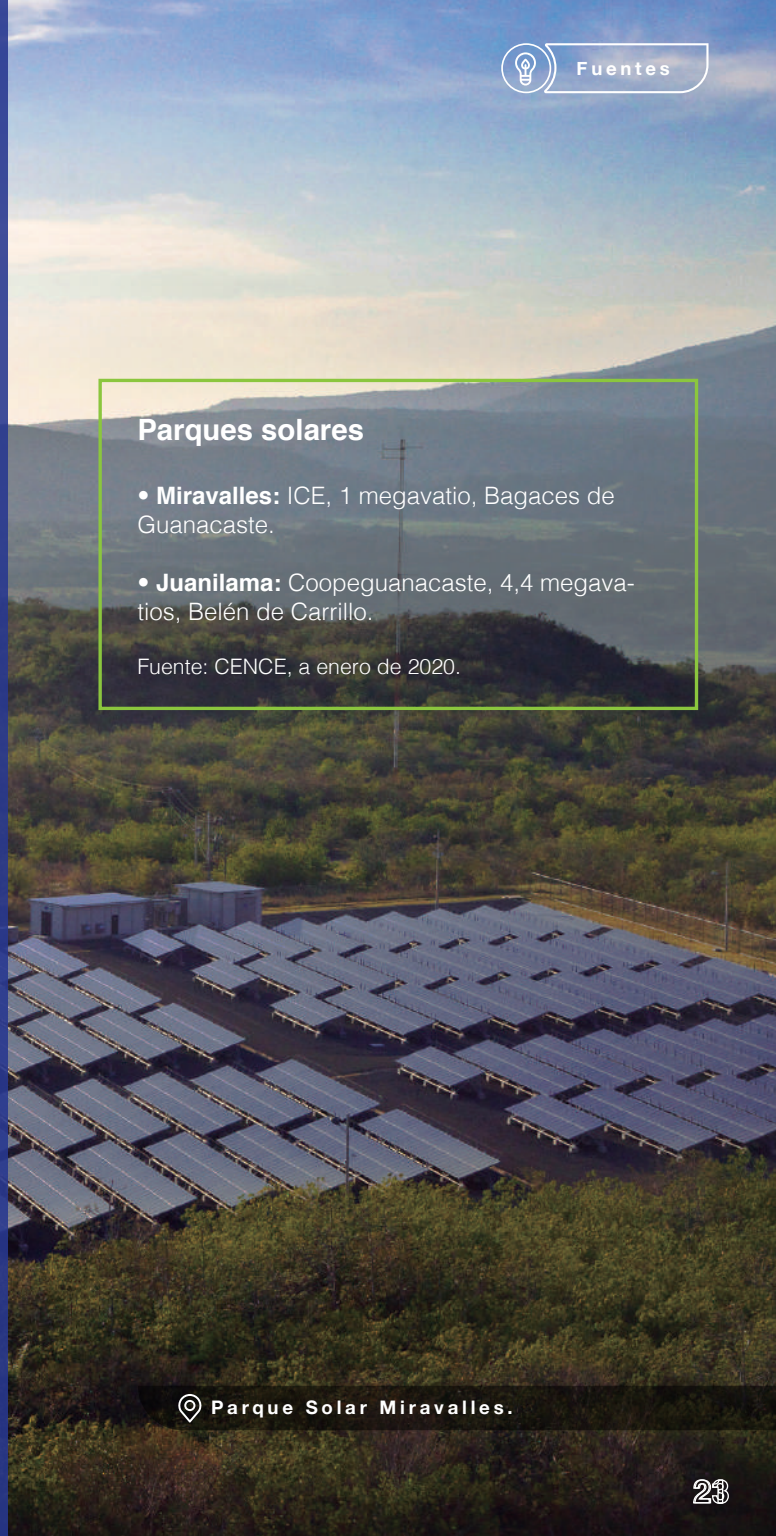 Fuentes
Parques solares
• Miravalles: ICE, 1 megavatio, Bagaces de
Guanacaste.
• Juanilama: Coopeguanacaste, 4,4 megava-
tios, Belén de Carrillo.
Fuente: CENCE, a enero de 2020.
Parque Solar Miravalles.
23